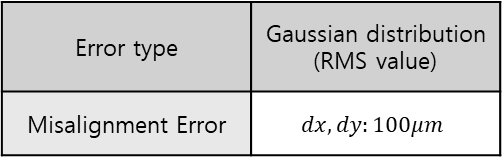 Error type
Gaussian distribution
(RMS value)
Misalignment Error
dx, dy: 100μm